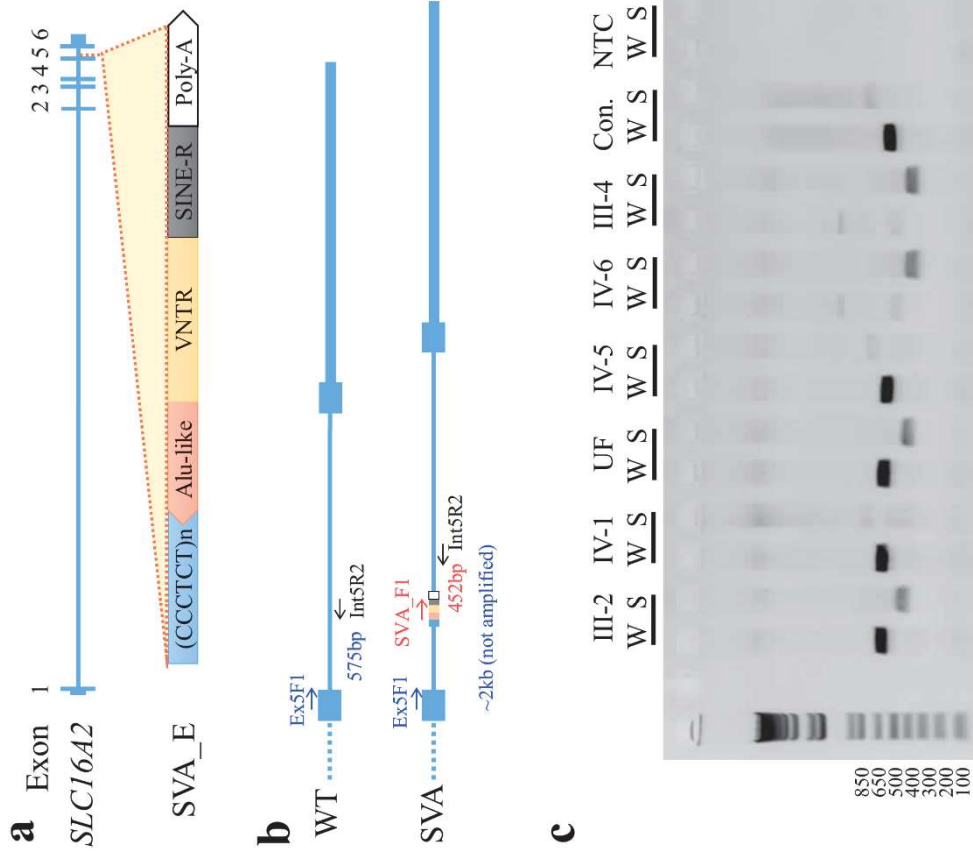 a
Exon 1 2 3 4 5 6
SLC16A2
SVA_E (CCCTCT)n Alu-like VNTR SINE-R Poly-A
b
Ex5F1
WT
575bp Int5R2
SVA_F1
Ex5F1
SVA
452bp Int5R2
~2kb (not amplified)
c
III-2 IV-1 UF IV-5 IV-6 III-4 Con. NTC
W S W S W S W S W S W S W S W S
850
650
500
400
300
200
100